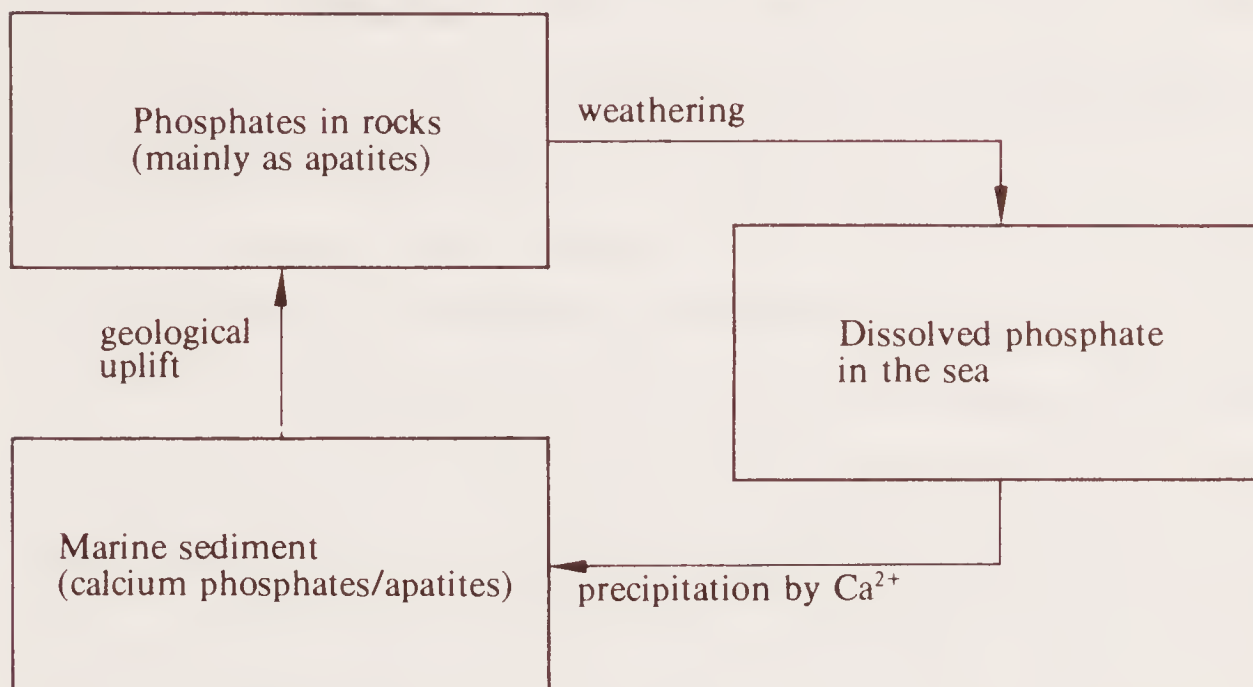 Phosphates in rocks
(mainly as apatites)
weathering
Dissolved phosphate
in the sea
geological
uplift
Marine sediment
(calcium phosphates/apatites)
precipitation by Ca²⁺